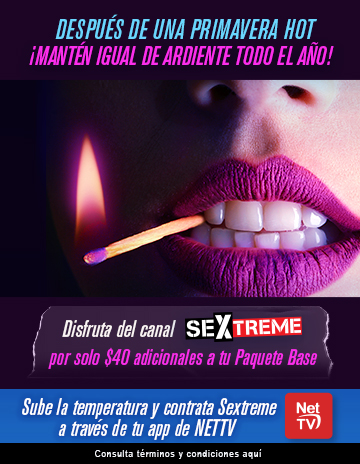 DESPUÉS DE UNA PRIMAVERA HOT
¡MANTÉN IGUAL DE ARDIENTE TODO EL AÑO!
Disfruta del canal SEXTREME
por solo $40 adicionales a tu Paquete Base
Sube la temperatura y contrata Sextreme
a través de tu app de NETTV
Net
TV
Consulta términos y condiciones aquí